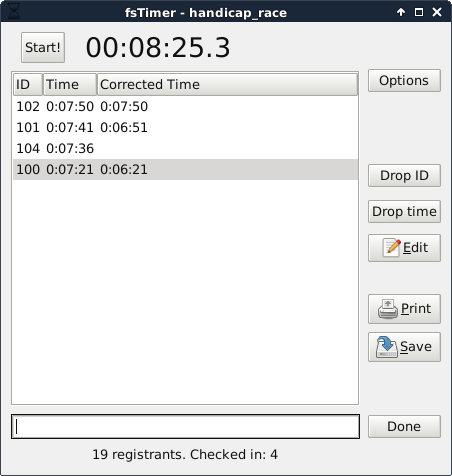 fsTimer - handicap_race
Start! 00:08:25.3
ID Time Corrected Time
102 0:07:50 0:07:50
101 0:07:41 0:06:51
104 0:07:36
100 0:07:21 0:06:21
Options
Drop ID
Drop time
Edit
Print
Save
Done
19 registrants. Checked in: 4